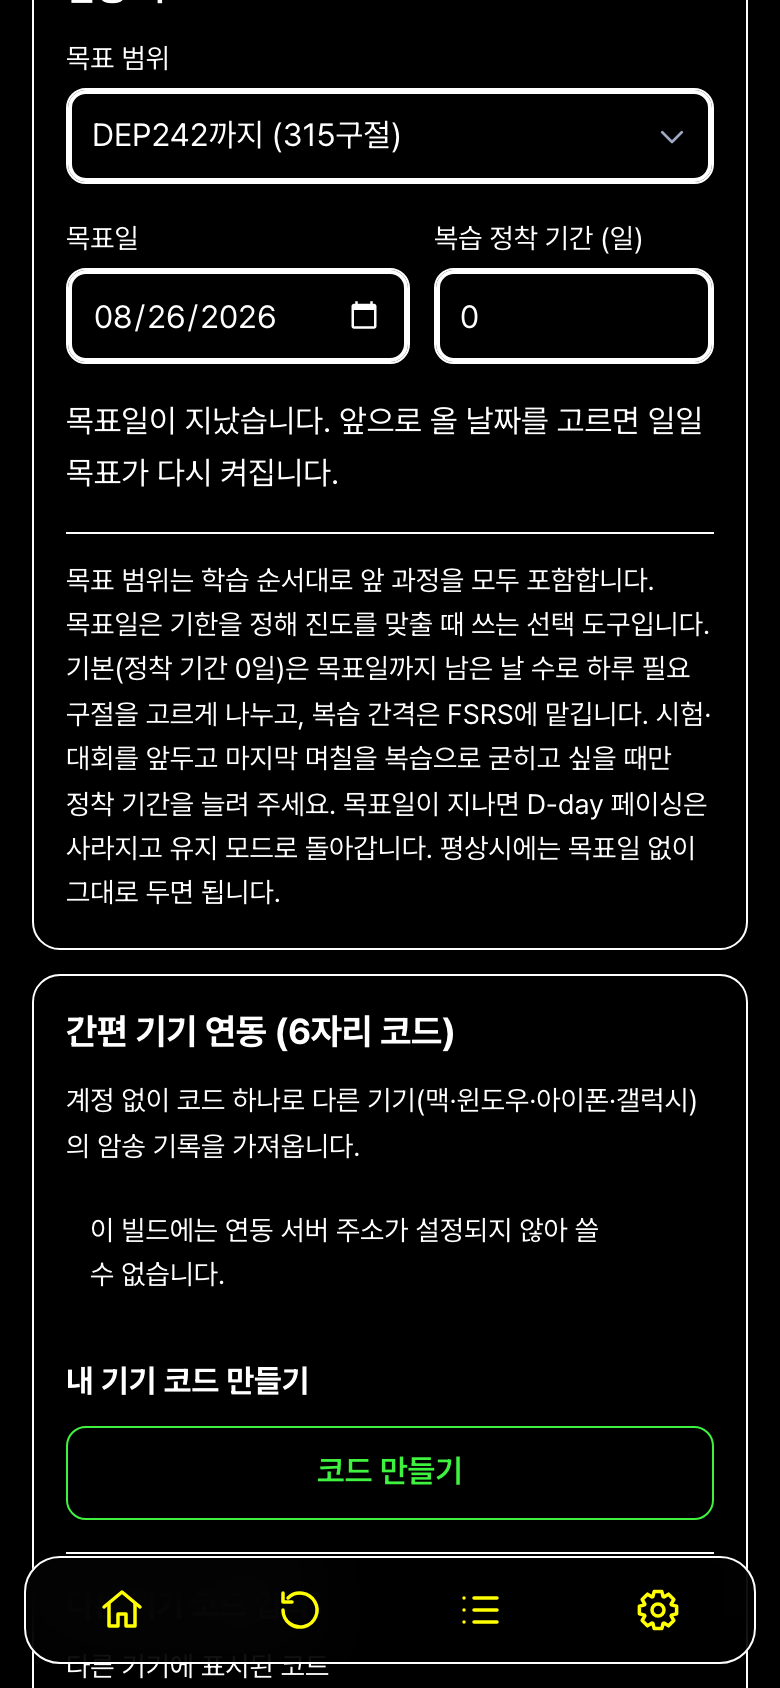 목표 범위
DEP242까지 (315구절)
목표일
복습 정착 기간 (일)
08/26/2026
0
목표일이 지났습니다. 앞으로 올 날짜를 고르면 일일
목표가 다시 켜집니다.
목표 범위는 학습 순서대로 앞 과정을 모두 포함합니다.
목표일은 기한을 정해 진도를 맞출 때 쓰는 선택 도구입니다.
기본(정착 기간 0일)은 목표일까지 남은 날 수로 하루 필요
구절을 고르게 나누고, 복습 간격은 FSRS에 맡깁니다. 시험·
대회를 앞두고 마지막 며칠을 복습으로 굳히고 싶을 때만
정착 기간을 늘려 주세요. 목표일이 지나면 D-day 페이싱은
사라지고 유지 모드로 돌아갑니다. 평상시에는 목표일 없이
그대로 두면 됩니다.
간편 기기 연동 (6자리 코드)
계정 없이 코드 하나로 다른 기기(맥·윈도우·아이폰·갤럭시)
의 암송 기록을 가져옵니다.
이 빌드에는 연동 서버 주소가 설정되지 않아 쓸
수 없습니다.
내 기기 코드 만들기
코드 만들기
다른 기기에 표시된 코드